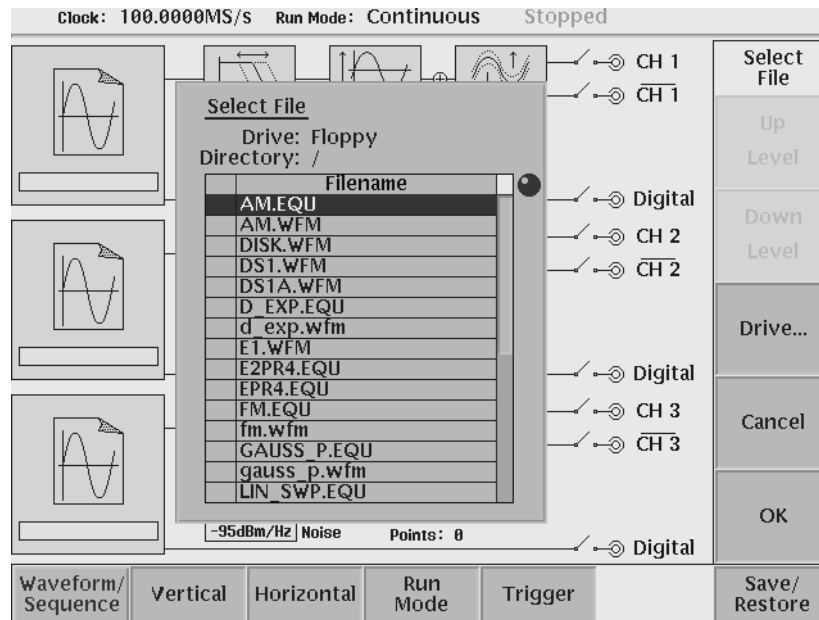 Clock: 100.0000MS/s Run Mode: Continuous Stopped
CH 1
CH 1
Digital
CH 2
CH 2
Digital
CH 3
CH 3
Digital
Select File
Drive: Floppy
Directory: /
Filename
AM.EQU
AM.WFM
DISK.WFM
DS1.WFM
DS1A.WFM
D_EXP.EQU
d_exp.wfm
E1.WFM
E2PR4.EQU
EPR4.EQU
FM.EQU
fm.wfm
GAUSS_P.EQU
gauss_p.wfm
LIN_SWP.EQU
-95dBm/Hz Noise Points: 0
Select
File
Up
Level
Down
Level
Drive...
Cancel
OK
Waveform/
Sequence
Vertical
Horizontal
Run
Mode
Trigger
Save/
Restore